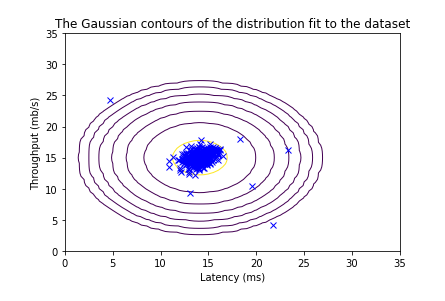 The Gaussian contours of the distribution fit to the dataset
35
30
25
20
15
10
5
0
Throughput (mb/s)
0 5 10 15 20 25 30 35
Latency (ms)